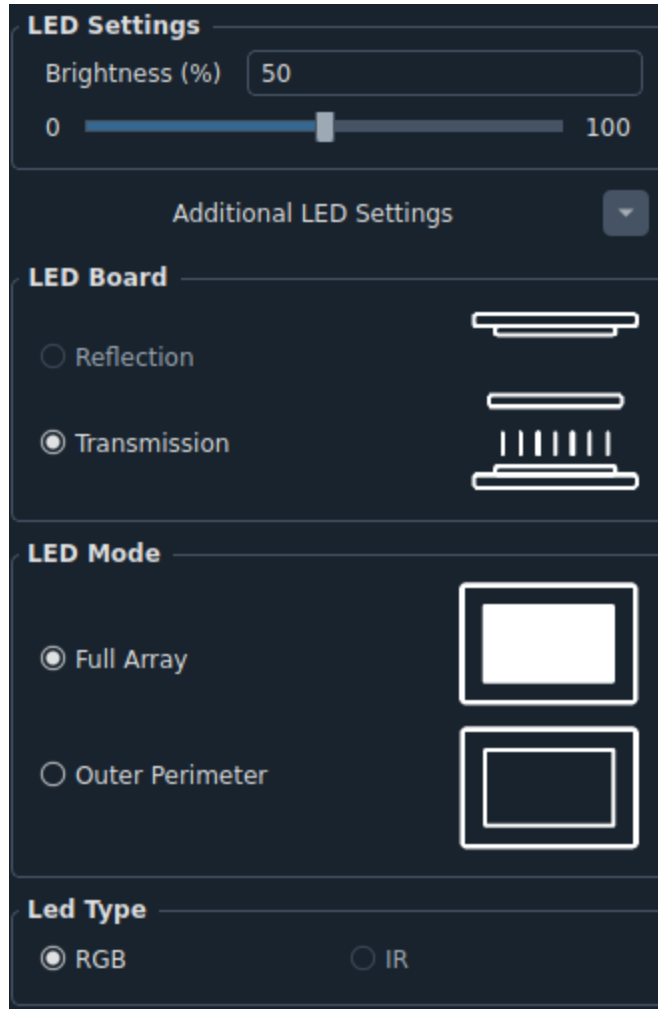 LED Settings
Brightness (%) 50
0 100
Additional LED Settings
LED Board
Reflection
Transmission
LED Mode
Full Array
Outer Perimeter
Led Type
RGB IR